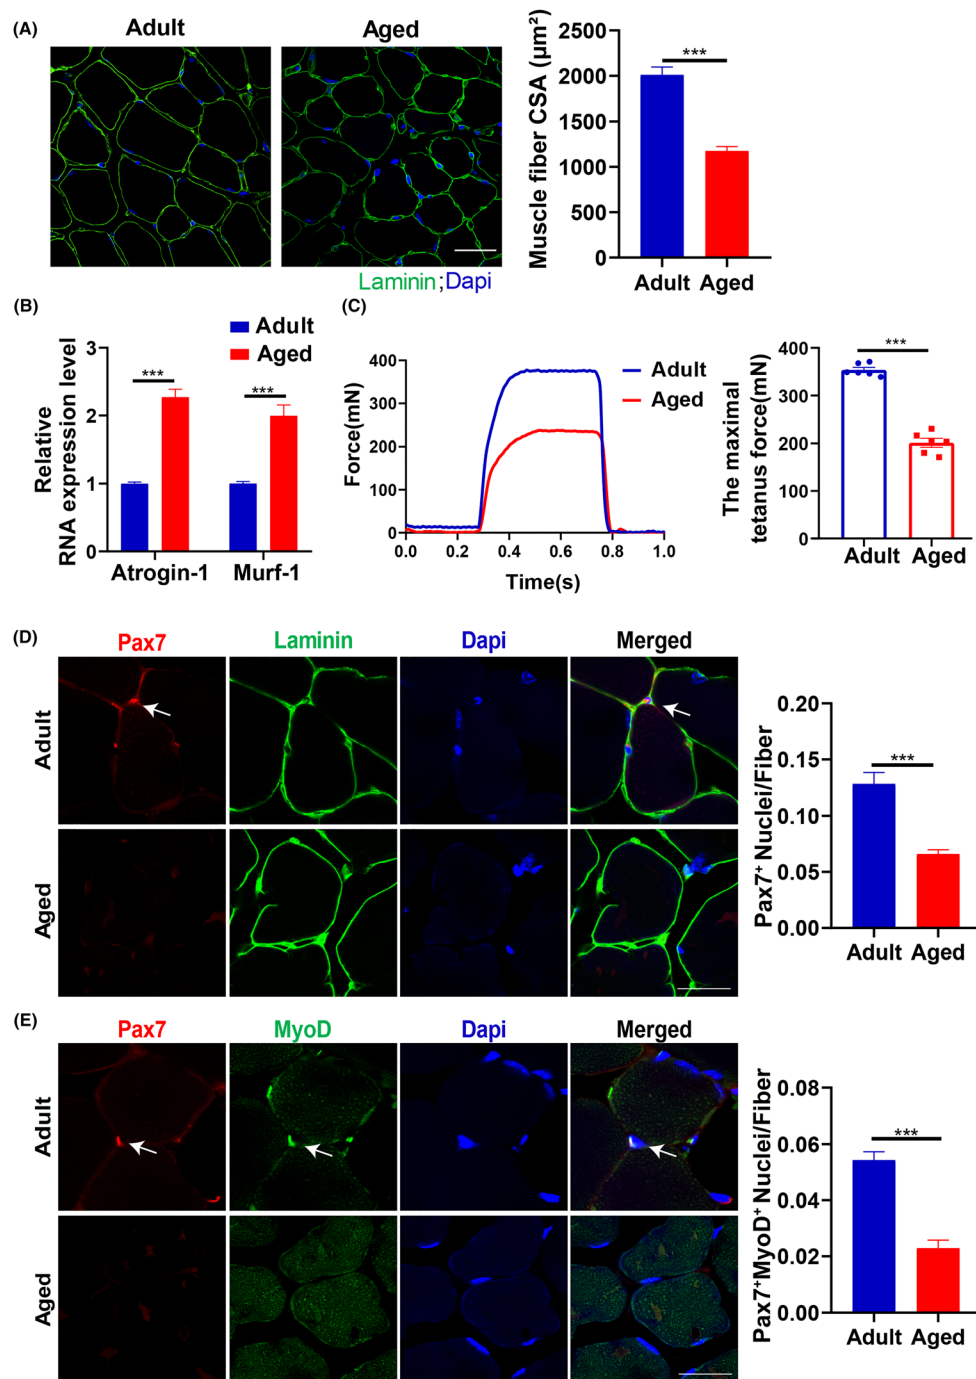 (A)
Adult
Aged
Laminin;Dapi
Muscle fiber CSA (µm²)
2500
2000
1500
1000
500
0
***
Adult Aged
(B)
Adult
Aged
Relative
RNA expression level
3
2
1
0
***
***
Atrogin-1 Murf-1
(C)
Force(mN)
400
300
200
100
0
0.0 0.2 0.4 0.6 0.8 1.0
Time(s)
Adult
Aged
The maximal
tetanus force(mN)
400
300
200
100
0
***
Adult Aged
(D)
Pax7
Laminin
Dapi
Merged
Adult
Aged
Pax7⁺ Nuclei/Fiber
0.20
0.15
0.10
0.05
0.00
***
Adult Aged
(E)
Pax7
MyoD
Dapi
Merged
Adult
Aged
Pax7⁺MyoD⁺ Nuclei/Fiber
0.08
0.06
0.04
0.02
0.00
***
Adult Aged